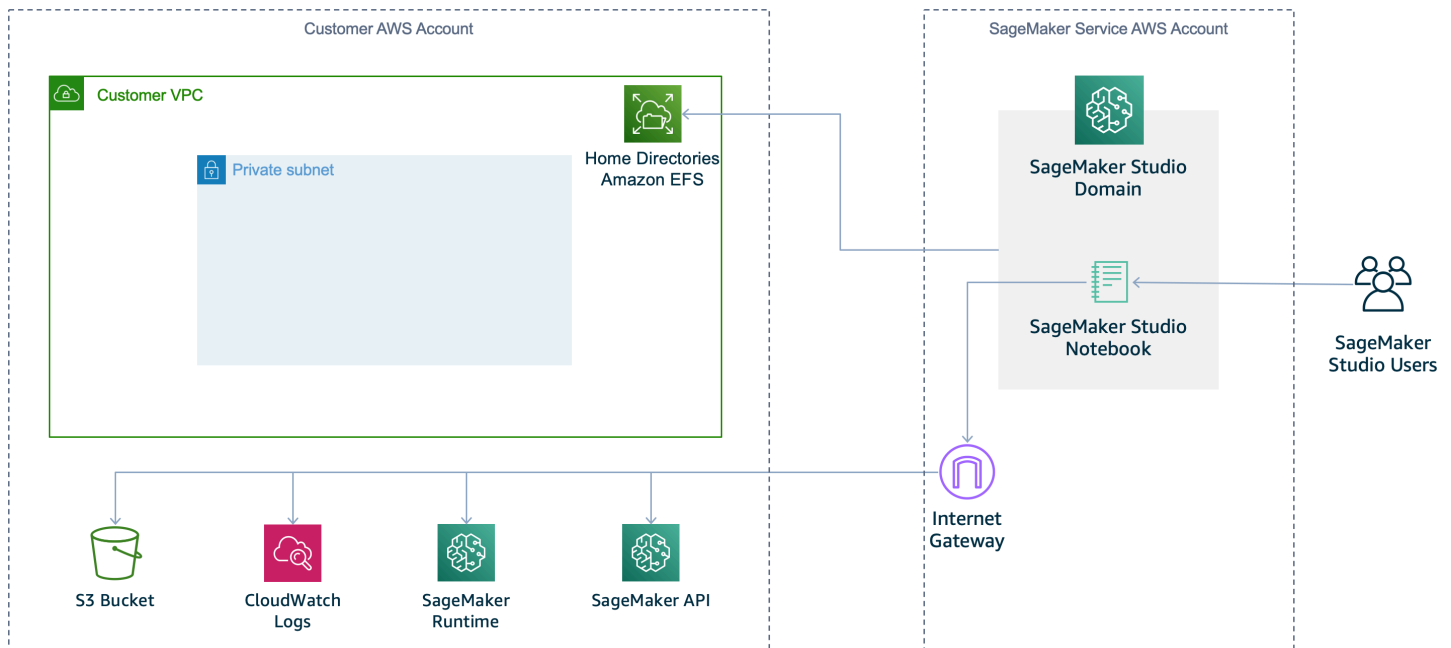 Customer AWS Account
SageMaker Service AWS Account
Customer VPC
Home Directories
Amazon EFS
Private subnet
SageMaker Studio
Domain
SageMaker Studio
Notebook
SageMaker
Studio Users
Internet
Gateway
S3 Bucket
CloudWatch
Logs
SageMaker
Runtime
SageMaker API